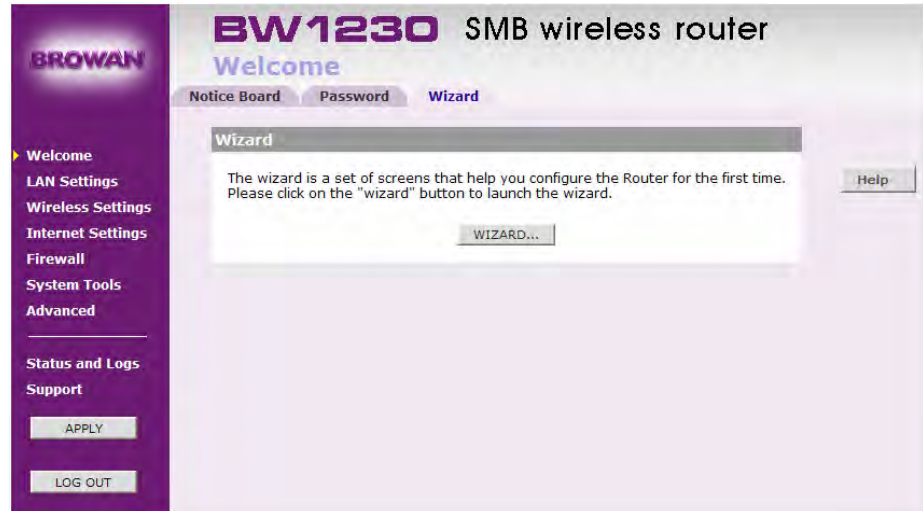 BROWAN
BW1230 SMB wireless router
Welcome
Notice Board Password Wizard
Welcome
LAN Settings
Wireless Settings
Internet Settings
Firewall
System Tools
Advanced
Status and Logs
Support
APPLY
LOG OUT
Wizard
The wizard is a set of screens that help you configure the Router for the first time.
Please click on the "wizard" button to launch the wizard.
WIZARD...
Help